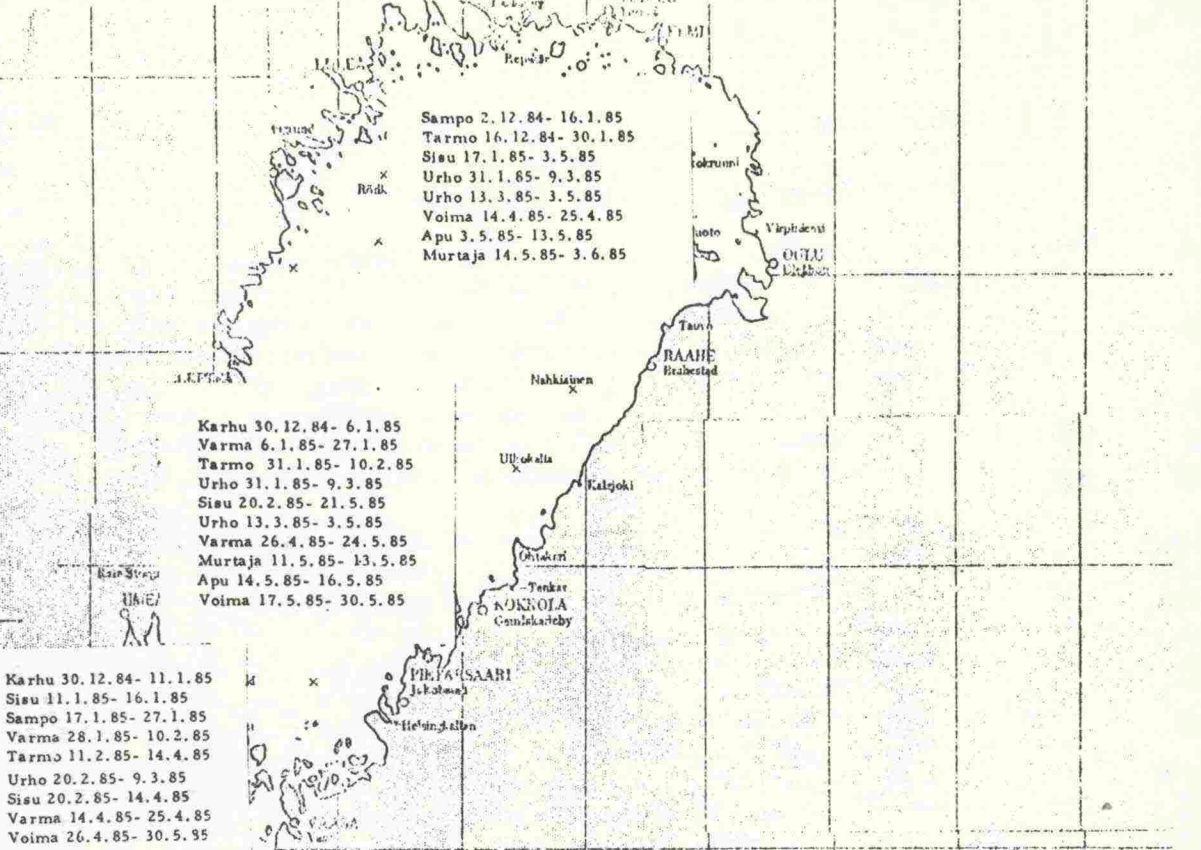 KEMI
LULEÅ
Sampo 2.12.84- 16.1.85
Tarmo 16.12.84- 30.1.85
Sisu 17.1.85- 3.5.85
Urho 31.1.85- 9.3.85
Urho 13.3.85- 3.5.85
Voima 14.4.85- 25.4.85
Apu 3.5.85- 13.5.85
Murtaja 14.5.85- 3.6.85
uoto
OULU
Uleåborg
RAAHE
Brahestad
Nahkiainen
Karhu 30.12.84- 6.1.85
Varma 6.1.85- 27.1.85
Tarmo 31.1.85- 10.2.85
Urho 31.1.85- 9.3.85
Sisu 20.2.85- 21.5.85
Urho 13.3.85- 3.5.85
Varma 26.4.85- 24.5.85
Murtaja 11.5.85- 13.5.85
Apu 14.5.85- 16.5.85
Voima 17.5.85- 30.5.85
Ulkokalla
Kalajoki
Ohtakari
Tankar
KOKKOLA
Gamlakarleby
PIETARSAARI
Jakobstad
Helsingkallan
Karhu 30.12.84- 11.1.85
Sisu 11.1.85- 16.1.85
Sampo 17.1.85- 27.1.85
Varma 28.1.85- 10.2.85
Tarmo 11.2.85- 14.4.85
Urho 20.2.85- 9.3.85
Sisu 20.2.85- 14.4.85
Varma 14.4.85- 25.4.85
Voima 26.4.85- 30.5.85
VAASA